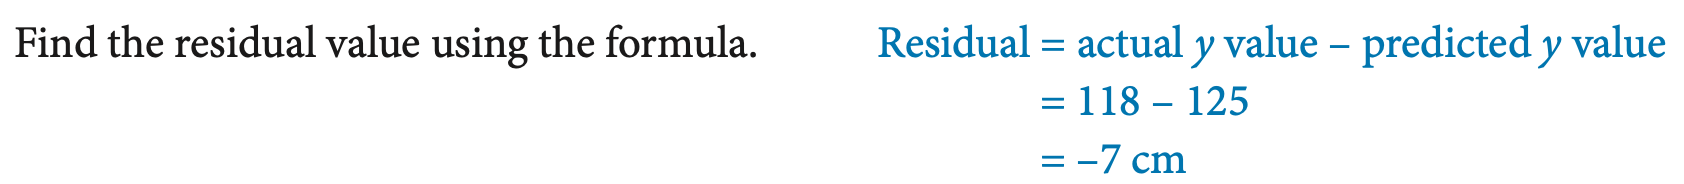 Find the residual value using the formula. Residual = actual y value – predicted y value
= 118 – 125
= –7 cm